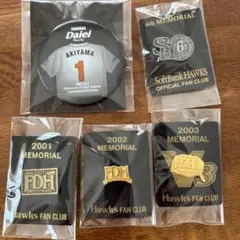 Daiei
AKIYAMA
1
6th MEMORIAL
6
SoftBank HAWKS
OFFICIAL FAN CLUB
2001
MEMORIAL
FDH
Hawks FAN CLUB
2002
MEMORIAL
FDH
Hawks FAN CLUB
2003
MEMORIAL
Hawks FAN CLUB